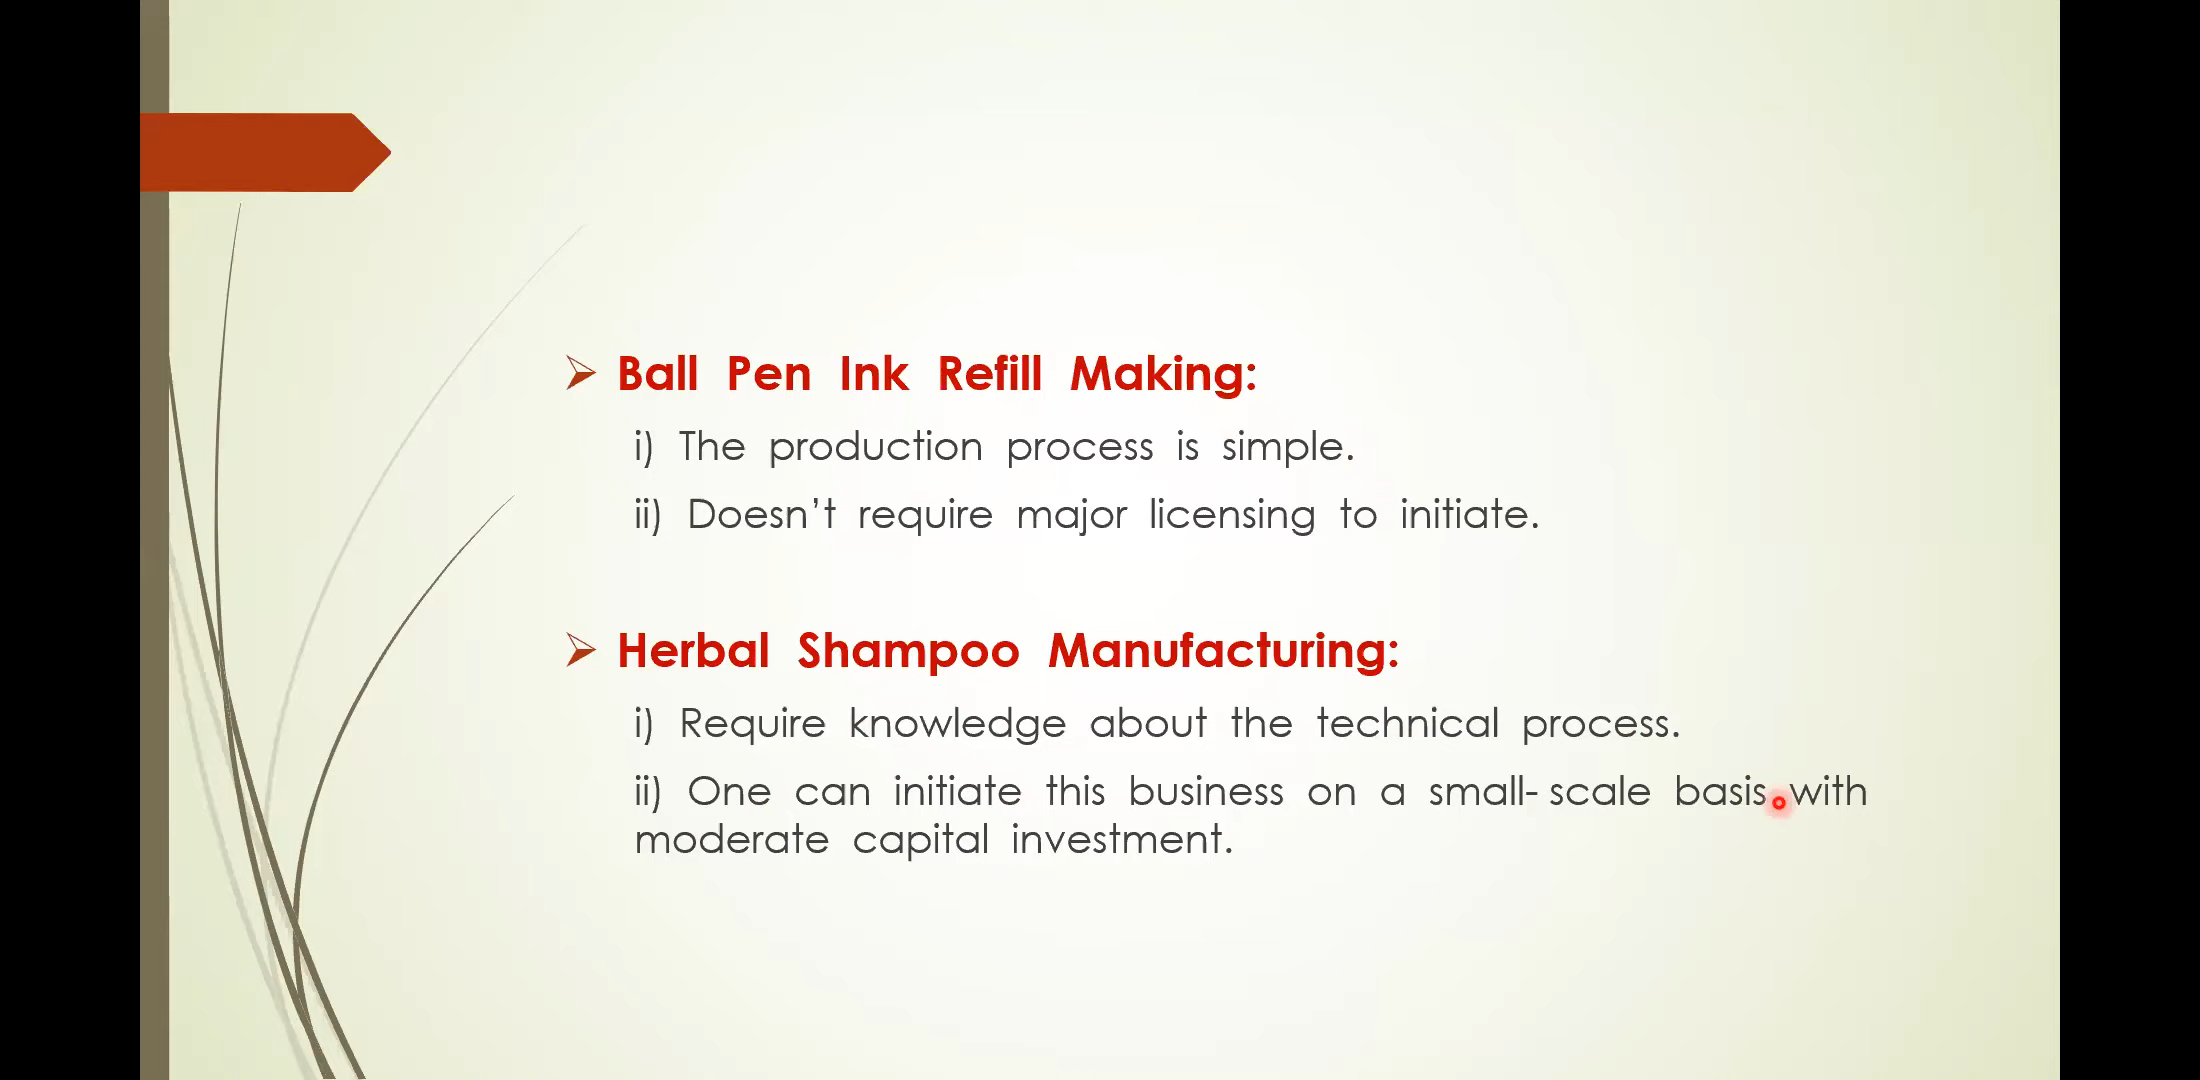 Ball Pen Ink Refill Making:
i) The production process is simple.
ii) Doesn’t require major licensing to initiate.
Herbal Shampoo Manufacturing:
i) Require knowledge about the technical process.
ii) One can initiate this business on a small- scale basis with
moderate capital investment.